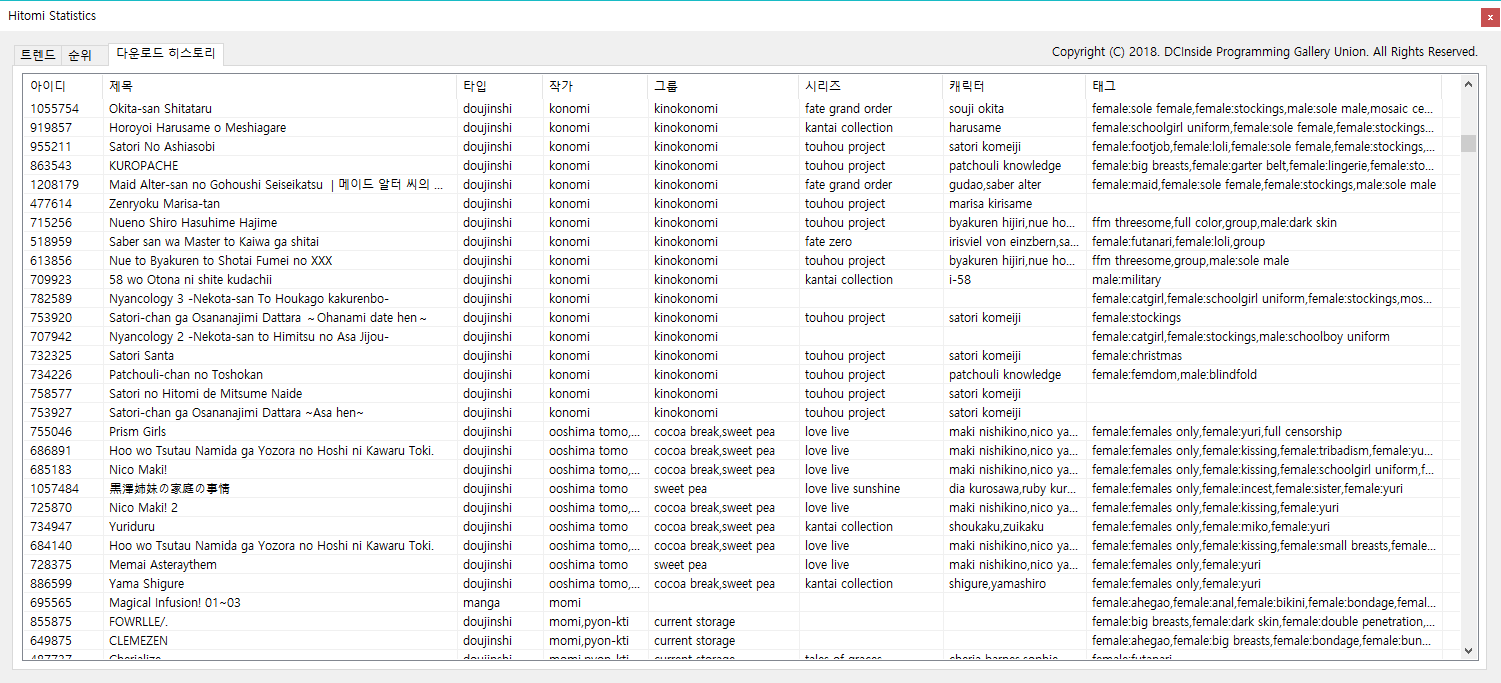 Hitomi Statistics
x
트렌드 순위 다운로드 히스토리 Copyright (C) 2018. DCInside Programming Gallery Union. All Rights Reserved.
아이디 제목 타입 작가 그룹 시리즈 캐릭터 태그
1055754 Okita-san Shitataru doujinshi konomi kinokonomi fate grand order souji okita female:sole female,female:stockings,male:sole male,mosaic ce...
919857 Horoyoi Harusame o Meshiagare doujinshi konomi kinokonomi kantai collection harusame female:schoolgirl uniform,female:sole female,female:stockings...
955211 Satori No Ashiasobi doujinshi konomi kinokonomi touhou project satori komeiji female:footjob,female:loli,female:sole female,female:stockings,...
863543 KUROPACHE doujinshi konomi kinokonomi touhou project patchouli knowledge female:big breasts,female:garter belt,female:lingerie,female:sto...
1208179 Maid Alter-san no Gohoushi Seiseikatsu | 메이드 알터 씨의 ... doujinshi konomi kinokonomi fate grand order gudao,saber alter female:maid,female:sole female,female:stockings,male:sole male
477614 Zenryoku Marisa-tan doujinshi konomi kinokonomi touhou project marisa kirisame
715256 Nueno Shiro Hasuhime Hajime doujinshi konomi kinokonomi touhou project byakuren hijiri,nue ho... ffm threesome,full color,group,male:dark skin
518959 Saber san wa Master to Kaiwa ga shitai doujinshi konomi kinokonomi fate zero irisviel von einzbern,sa... female:futanari,female:loli,group
613856 Nue to Byakuren to Shotai Fumei no XXX doujinshi konomi kinokonomi touhou project byakuren hijiri,nue ho... ffm threesome,group,male:sole male
709923 58 wo Otona ni shite kudachii doujinshi konomi kinokonomi kantai collection i-58 male:military
782589 Nyancology 3 -Nekota-san To Houkago kakurenbo- doujinshi konomi kinokonomi female:catgirl,female:schoolgirl uniform,female:stockings,mos...
753920 Satori-chan ga Osananajimi Dattara ～Ohanami date hen～ doujinshi konomi kinokonomi touhou project satori komeiji female:stockings
707942 Nyancology 2 -Nekota-san to Himitsu no Asa Jijou- doujinshi konomi kinokonomi female:catgirl,female:stockings,male:schoolboy uniform
732325 Satori Santa doujinshi konomi kinokonomi touhou project satori komeiji female:christmas
734226 Patchouli-chan no Toshokan doujinshi konomi kinokonomi touhou project patchouli knowledge female:femdom,male:blindfold
758577 Satori no Hitomi de Mitsume Naide doujinshi konomi kinokonomi touhou project satori komeiji
753927 Satori-chan ga Osananajimi Dattara ~Asa hen~ doujinshi konomi kinokonomi touhou project satori komeiji
755046 Prism Girls doujinshi ooshima tomo,... cocoa break,sweet pea love live maki nishikino,nico ya... female:females only,female:yuri,full censorship
686891 Hoo wo Tsutau Namida ga Yozora no Hoshi ni Kawaru Toki. doujinshi ooshima tomo cocoa break,sweet pea love live maki nishikino,nico ya... female:females only,female:kissing,female:tribadism,female:yu...
685183 Nico Maki! doujinshi ooshima tomo,... cocoa break,sweet pea love live maki nishikino,nico ya... female:females only,female:kissing,female:schoolgirl uniform,f...
1057484 黒澤姉妹の家庭の事情 doujinshi ooshima tomo sweet pea love live sunshine dia kurosawa,ruby kur... female:females only,female:incest,female:sister,female:yuri
725870 Nico Maki! 2 doujinshi ooshima tomo,... cocoa break,sweet pea love live maki nishikino,nico ya... female:females only,female:kissing,female:yuri
734947 Yuriduru doujinshi ooshima tomo cocoa break,sweet pea kantai collection shoukaku,zuikaku female:females only,female:miko,female:yuri
684140 Hoo wo Tsutau Namida ga Yozora no Hoshi ni Kawaru Toki. doujinshi ooshima tomo,... cocoa break,sweet pea love live maki nishikino,nico ya... female:females only,female:kissing,female:small breasts,female...
728375 Memai Asteraythem doujinshi ooshima tomo sweet pea love live maki nishikino,nico ya... female:females only,female:yuri
886599 Yama Shigure doujinshi ooshima tomo,... cocoa break,sweet pea kantai collection shigure,yamashiro female:females only,female:yuri
695565 Magical Infusion! 01~03 manga momi female:ahegao,female:anal,female:bikini,female:bondage,femal...
855875 FOWRLLE/. doujinshi momi,pyon-kti current storage female:big breasts,female:dark skin,female:double penetration,...
649875 CLEMEZEN doujinshi momi,pyon-kti current storage female:ahegao,female:big breasts,female:bondage,female:bun...
doujinshi momi,pyon-kti current storage tales of graces female:futanari